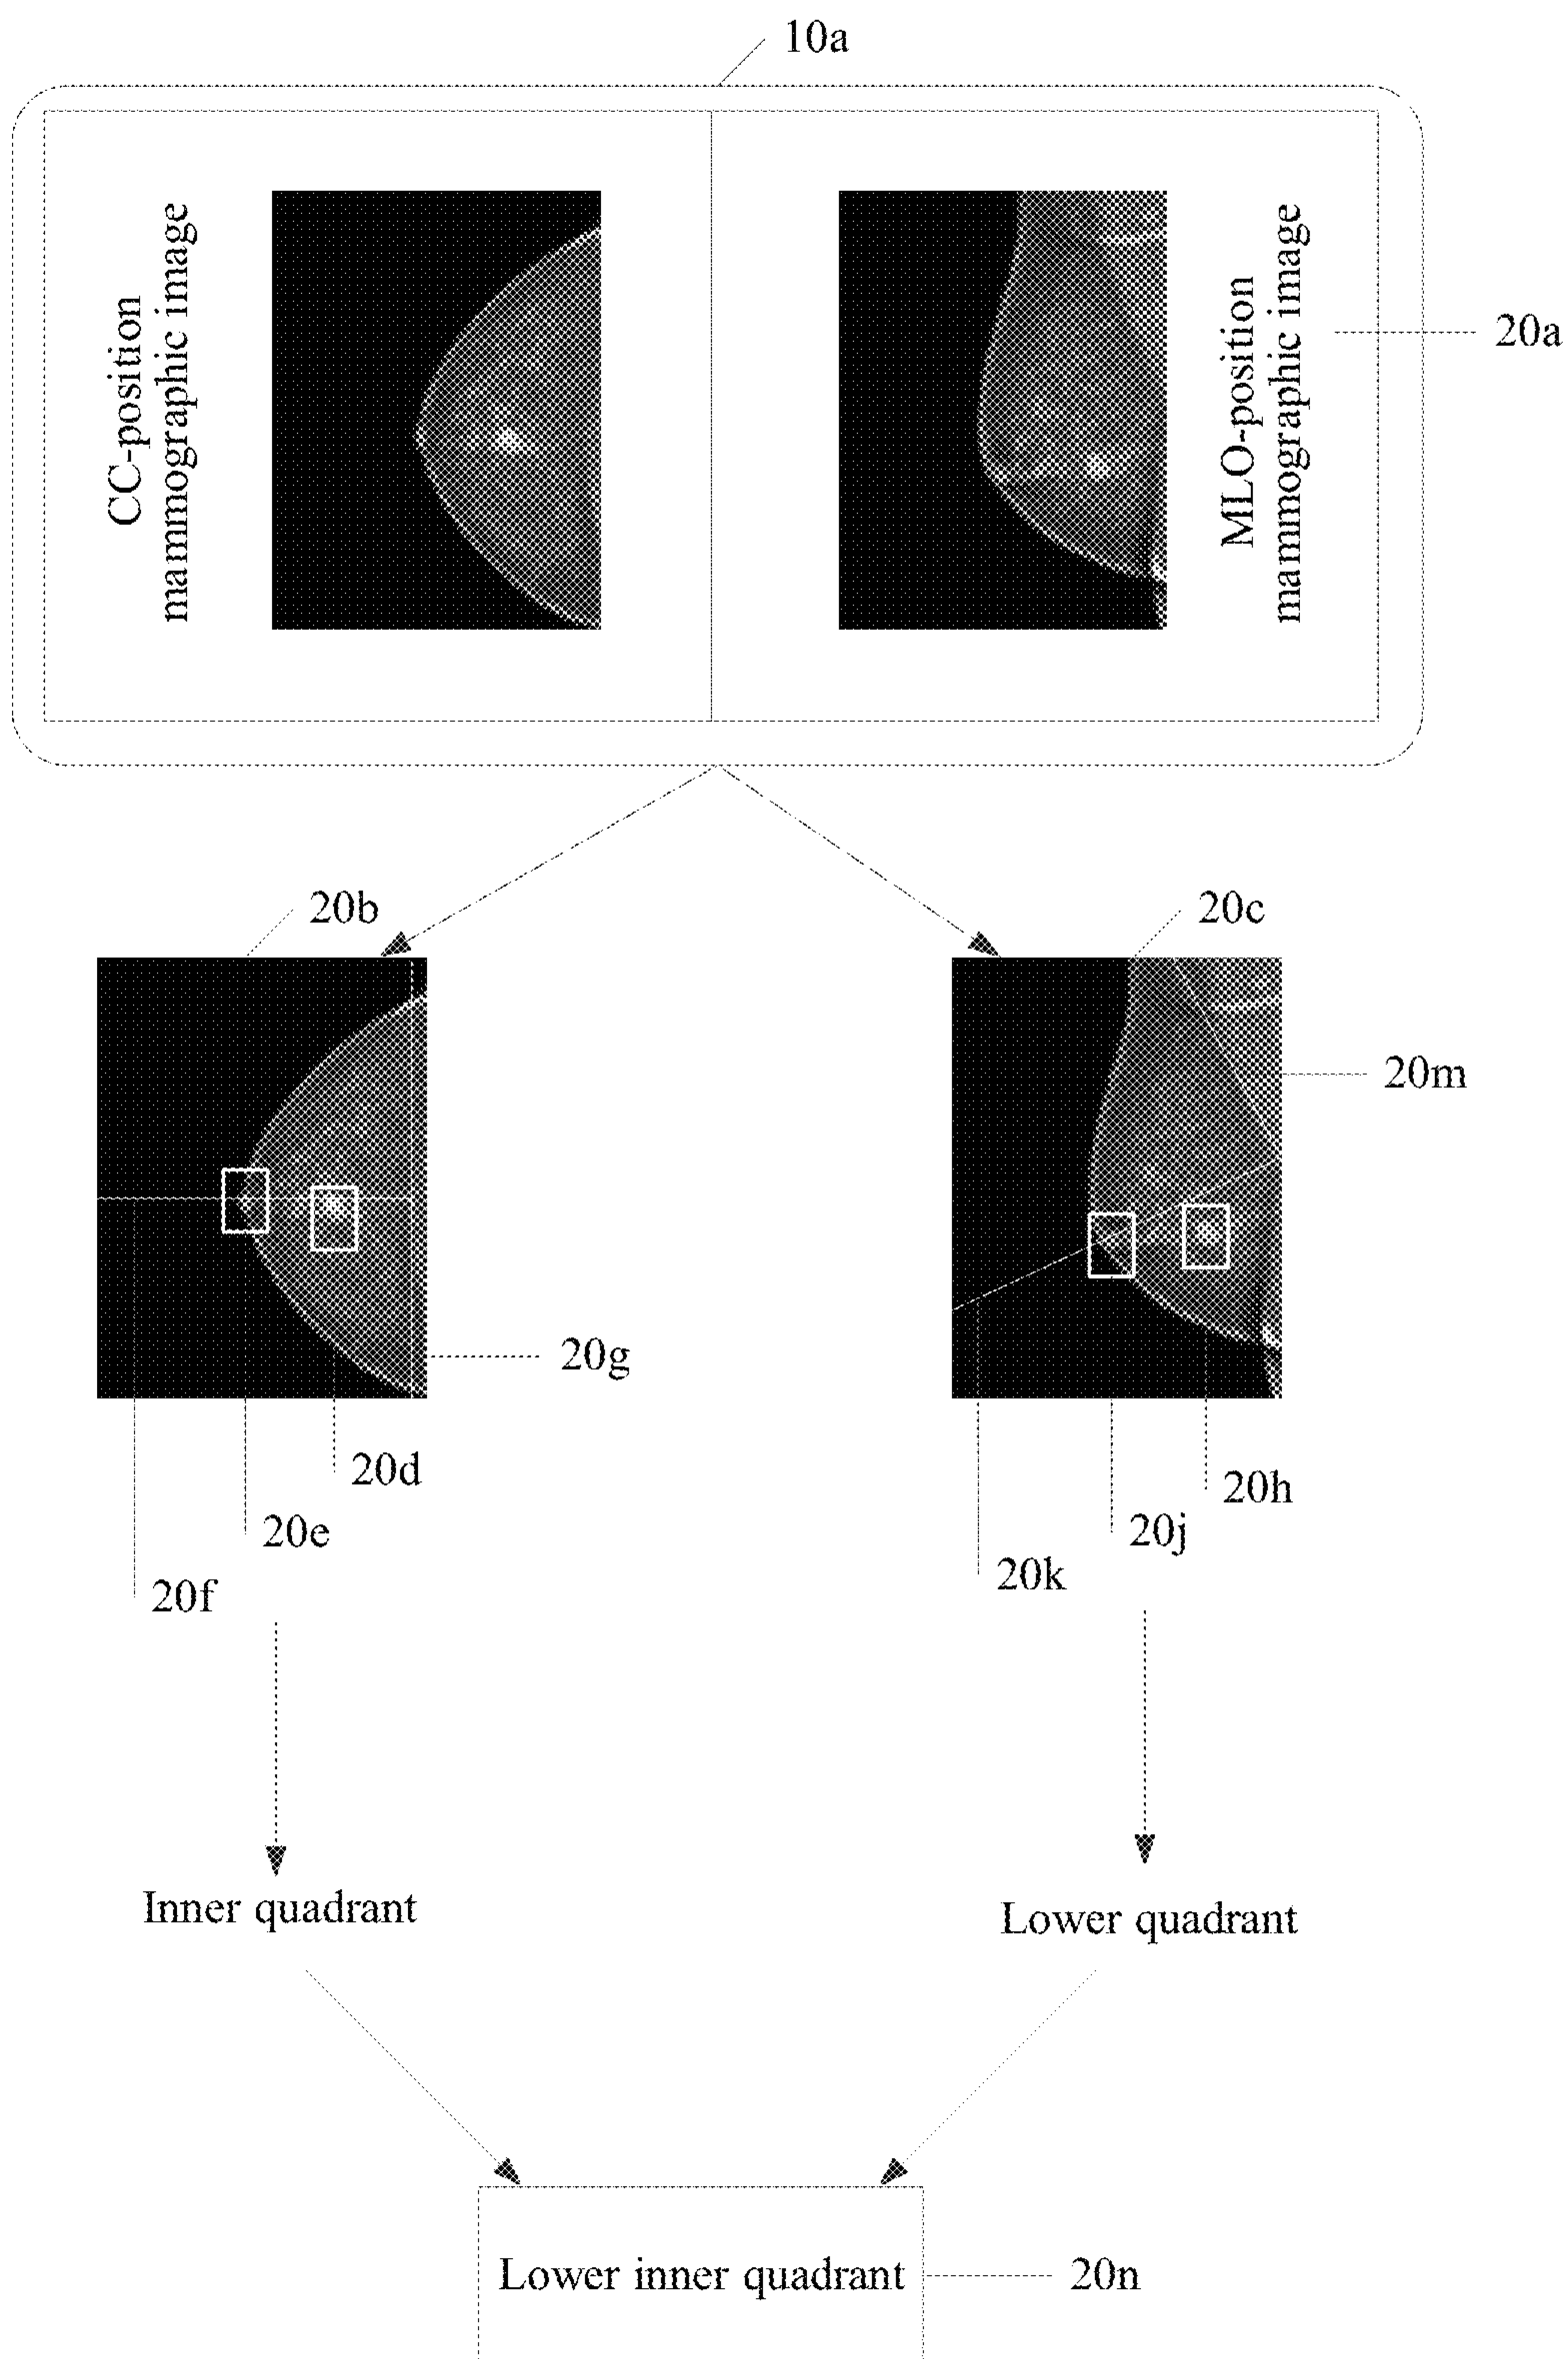 10a
CC-position
mammographic image
MLO-position
mammographic image
20a
20b
20c
20m
20g
20d
20h
20e
20j
20f
20k
Inner quadrant
Lower quadrant
Lower inner quadrant
20n